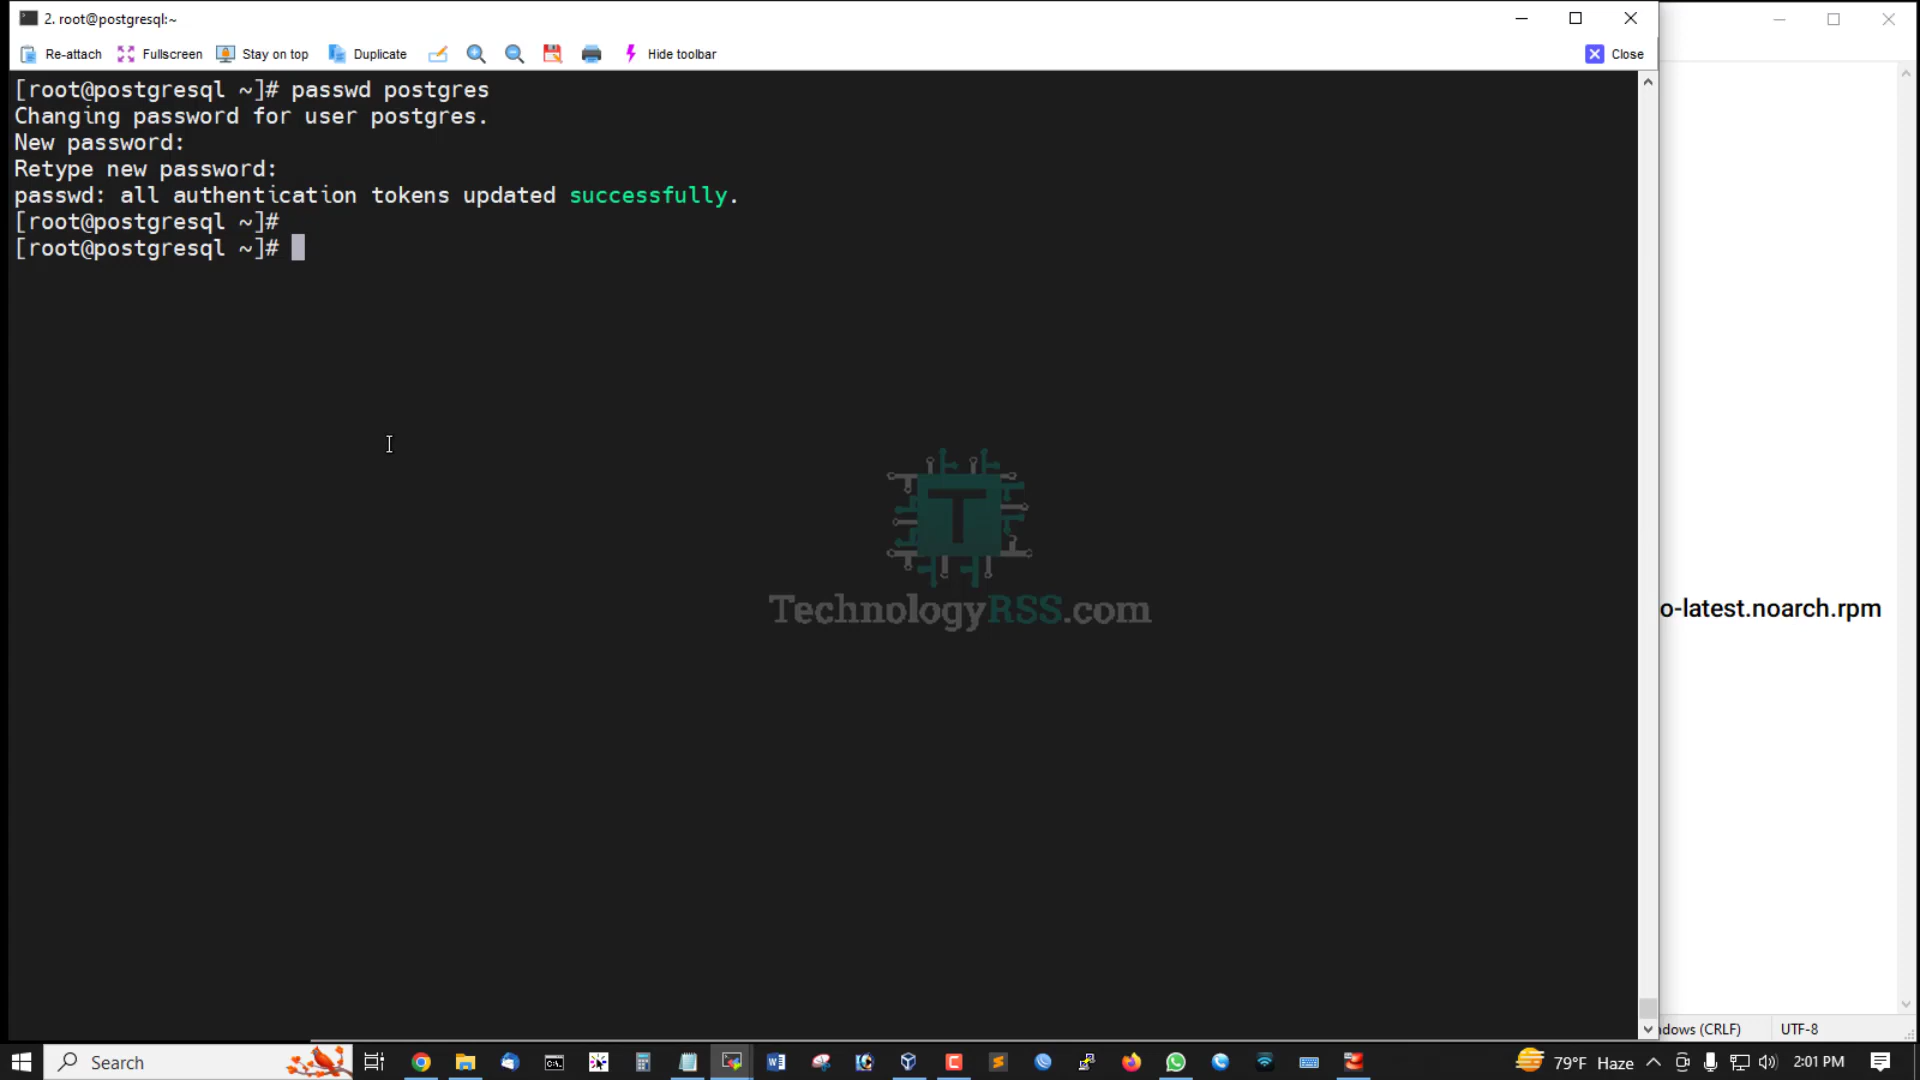 2. root@postgresql:~
Re-attach Fullscreen Stay on top Duplicate Hide toolbar Close
[root@postgresql ~]# passwd postgres
Changing password for user postgres.
New password:
Retype new password:
passwd: all authentication tokens updated successfully.
[root@postgresql ~]#
[root@postgresql ~]#
T
TechnologyRSS.com
o-latest.noarch.rpm
ndows (CRLF) UTF-8
Search
79°F Haze 2:01 PM